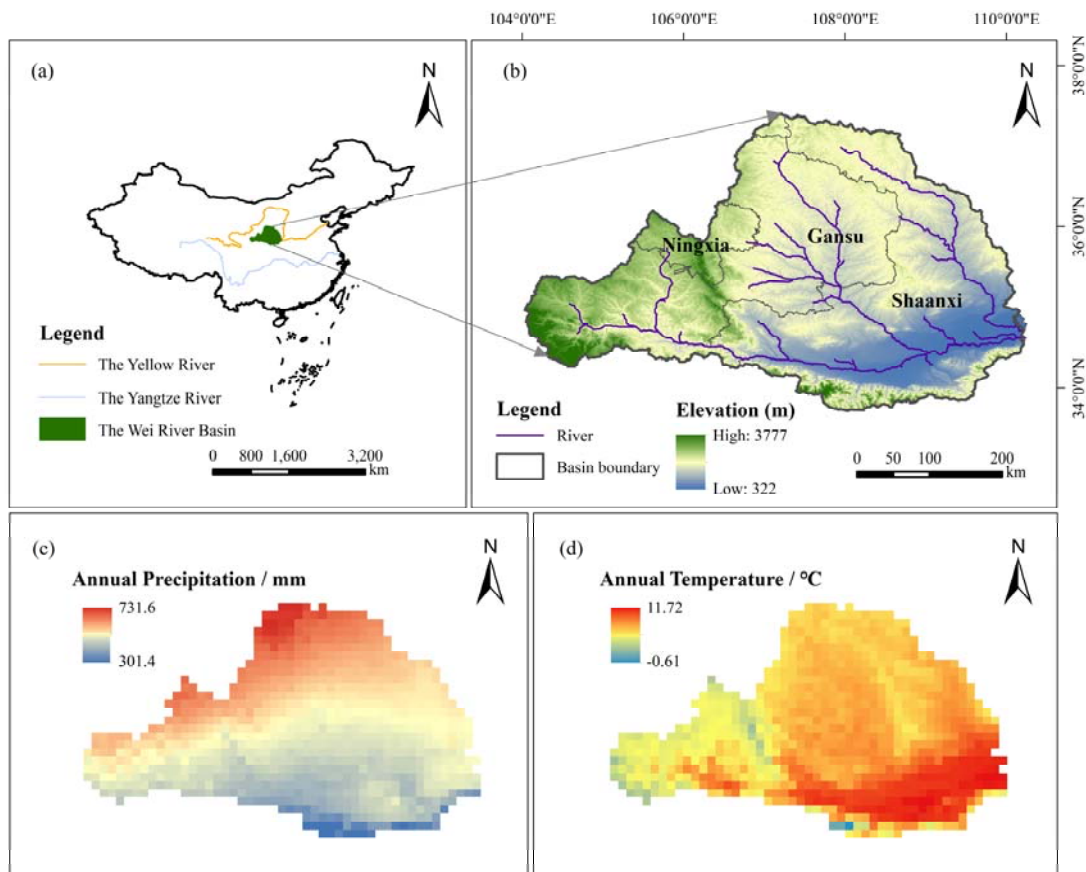 104°0'0"E
106°0'0"E
108°0'0"E
110°0'0"E
(a)
N
Legend
The Yellow River
The Yangtze River
The Wei River Basin
0 800 1,600 3,200
km
(b)
N
38°0'0"N
36°0'0"N
34°0'0"N
Ningxia
Gansu
Shaanxi
Legend
River
Basin boundary
Elevation (m)
High: 3777
Low: 322
0 50 100 200
km
(c)
N
Annual Precipitation / mm
731.6
301.4
(d)
N
Annual Temperature / °C
11.72
-0.61